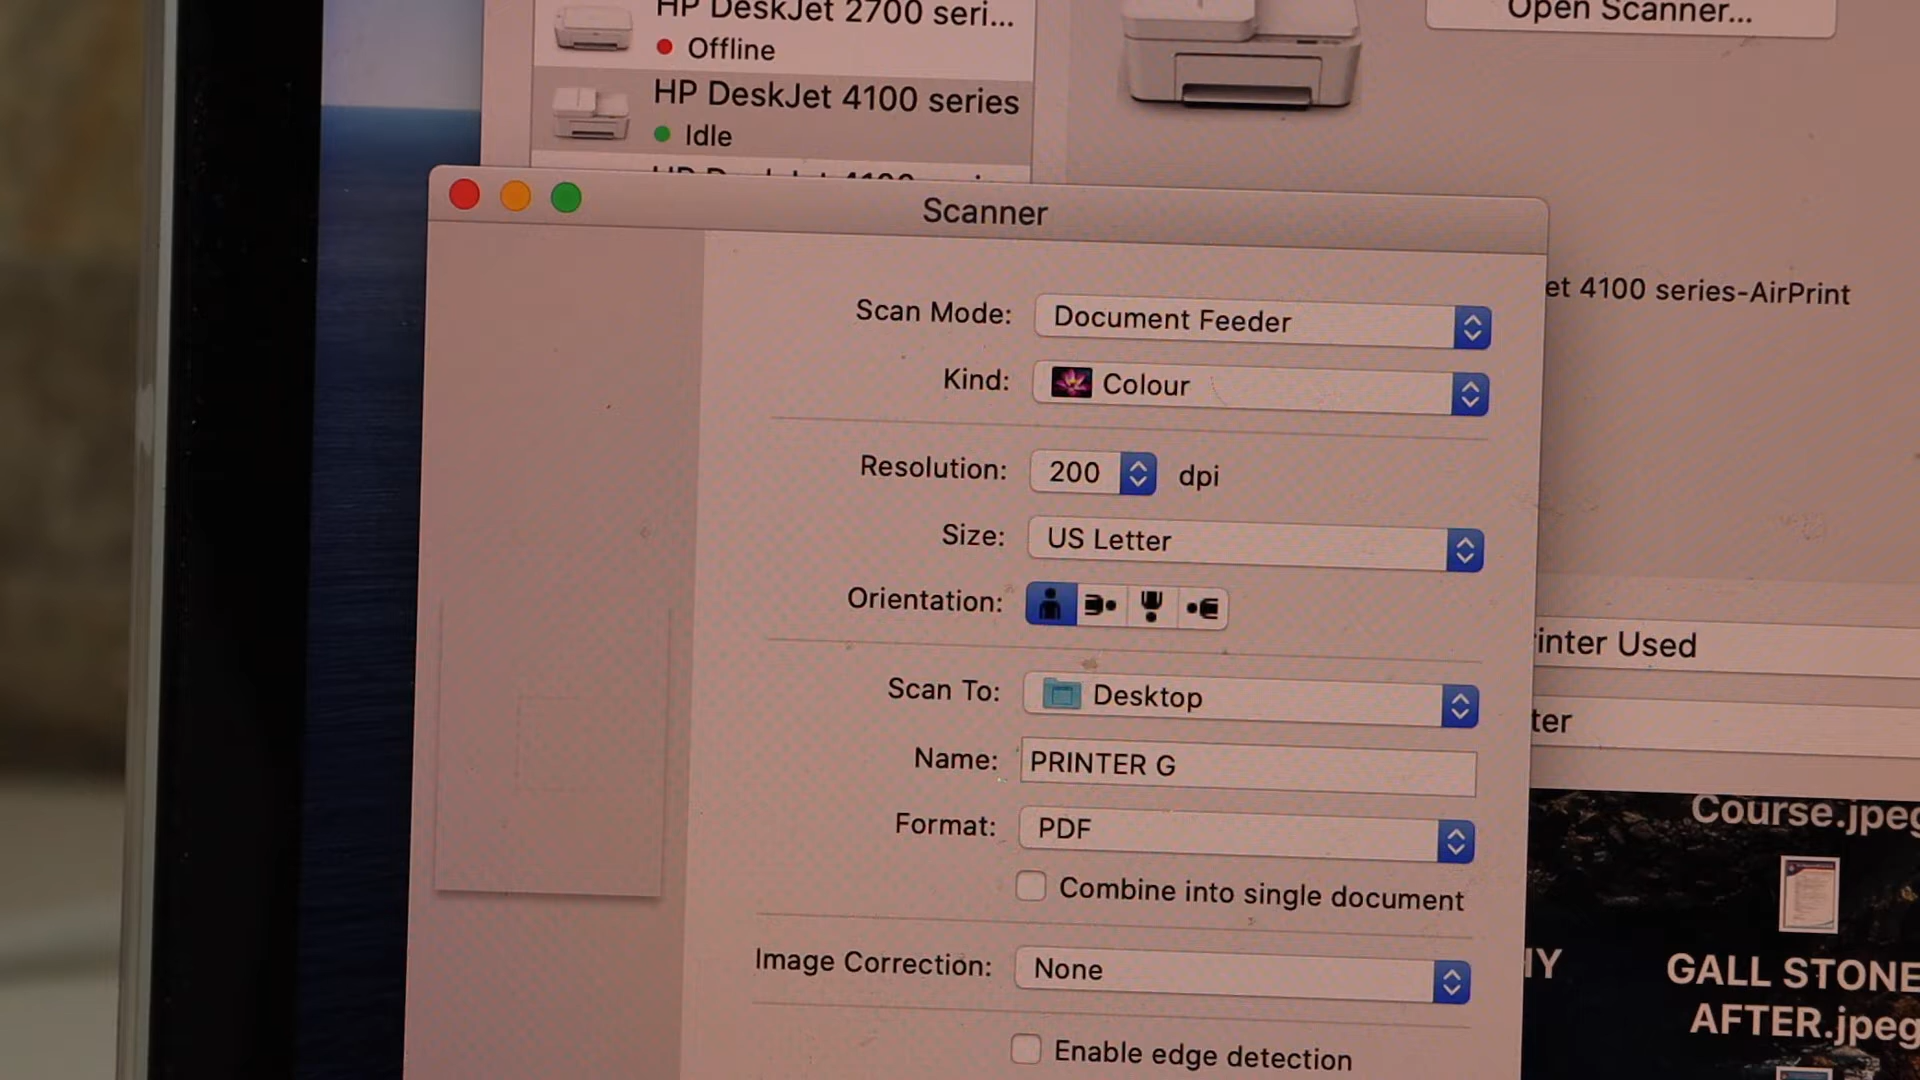 HP DeskJet 2700 seri...
Offline
HP DeskJet 4100 series
Idle
Open Scanner...
Scanner
et 4100 series-AirPrint
Scan Mode: Document Feeder
Kind: Colour
Resolution: 200 dpi
Size: US Letter
Orientation:
Scan To: Desktop
Name: PRINTER G
Format: PDF
Combine into single document
Image Correction: None
Enable edge detection
inter Used
ter
Course.jpeg
IY
GALL STONE
AFTER.jpeg